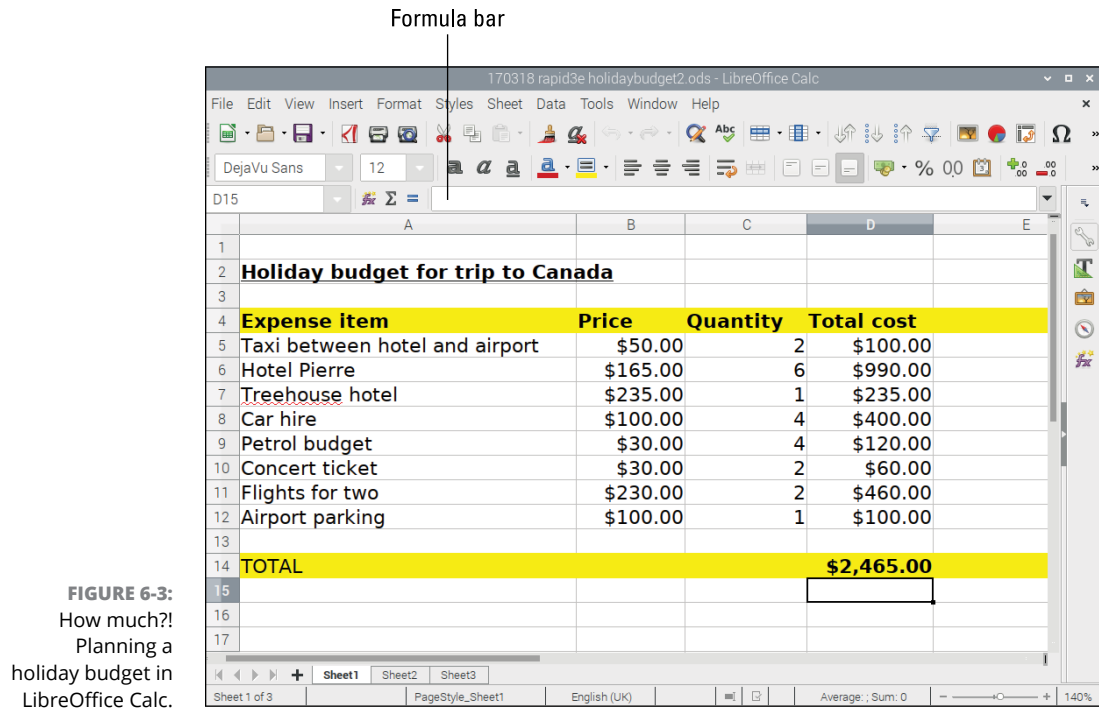 Formula bar
170318 rapid3e holidaybudget2.ods - LibreOffice Calc
File Edit View Insert Format Styles Sheet Data Tools Window Help
DejaVu Sans 12
D15
A B C D E
1
2 Holiday budget for trip to Canada
3
4 Expense item Price Quantity Total cost
5 Taxi between hotel and airport $50.00 2 $100.00
6 Hotel Pierre $165.00 6 $990.00
7 Treehouse hotel $235.00 1 $235.00
8 Car hire $100.00 4 $400.00
9 Petrol budget $30.00 4 $120.00
10 Concert ticket $30.00 2 $60.00
11 Flights for two $230.00 2 $460.00
12 Airport parking $100.00 1 $100.00
13
14 TOTAL $2,465.00
15
16
17
Sheet1 Sheet2 Sheet3
Sheet 1 of 3 PageStyle_Sheet1 English (UK) Average: ; Sum: 0 140%
FIGURE 6-3:
How much?!
Planning a
holiday budget in
LibreOffice Calc.